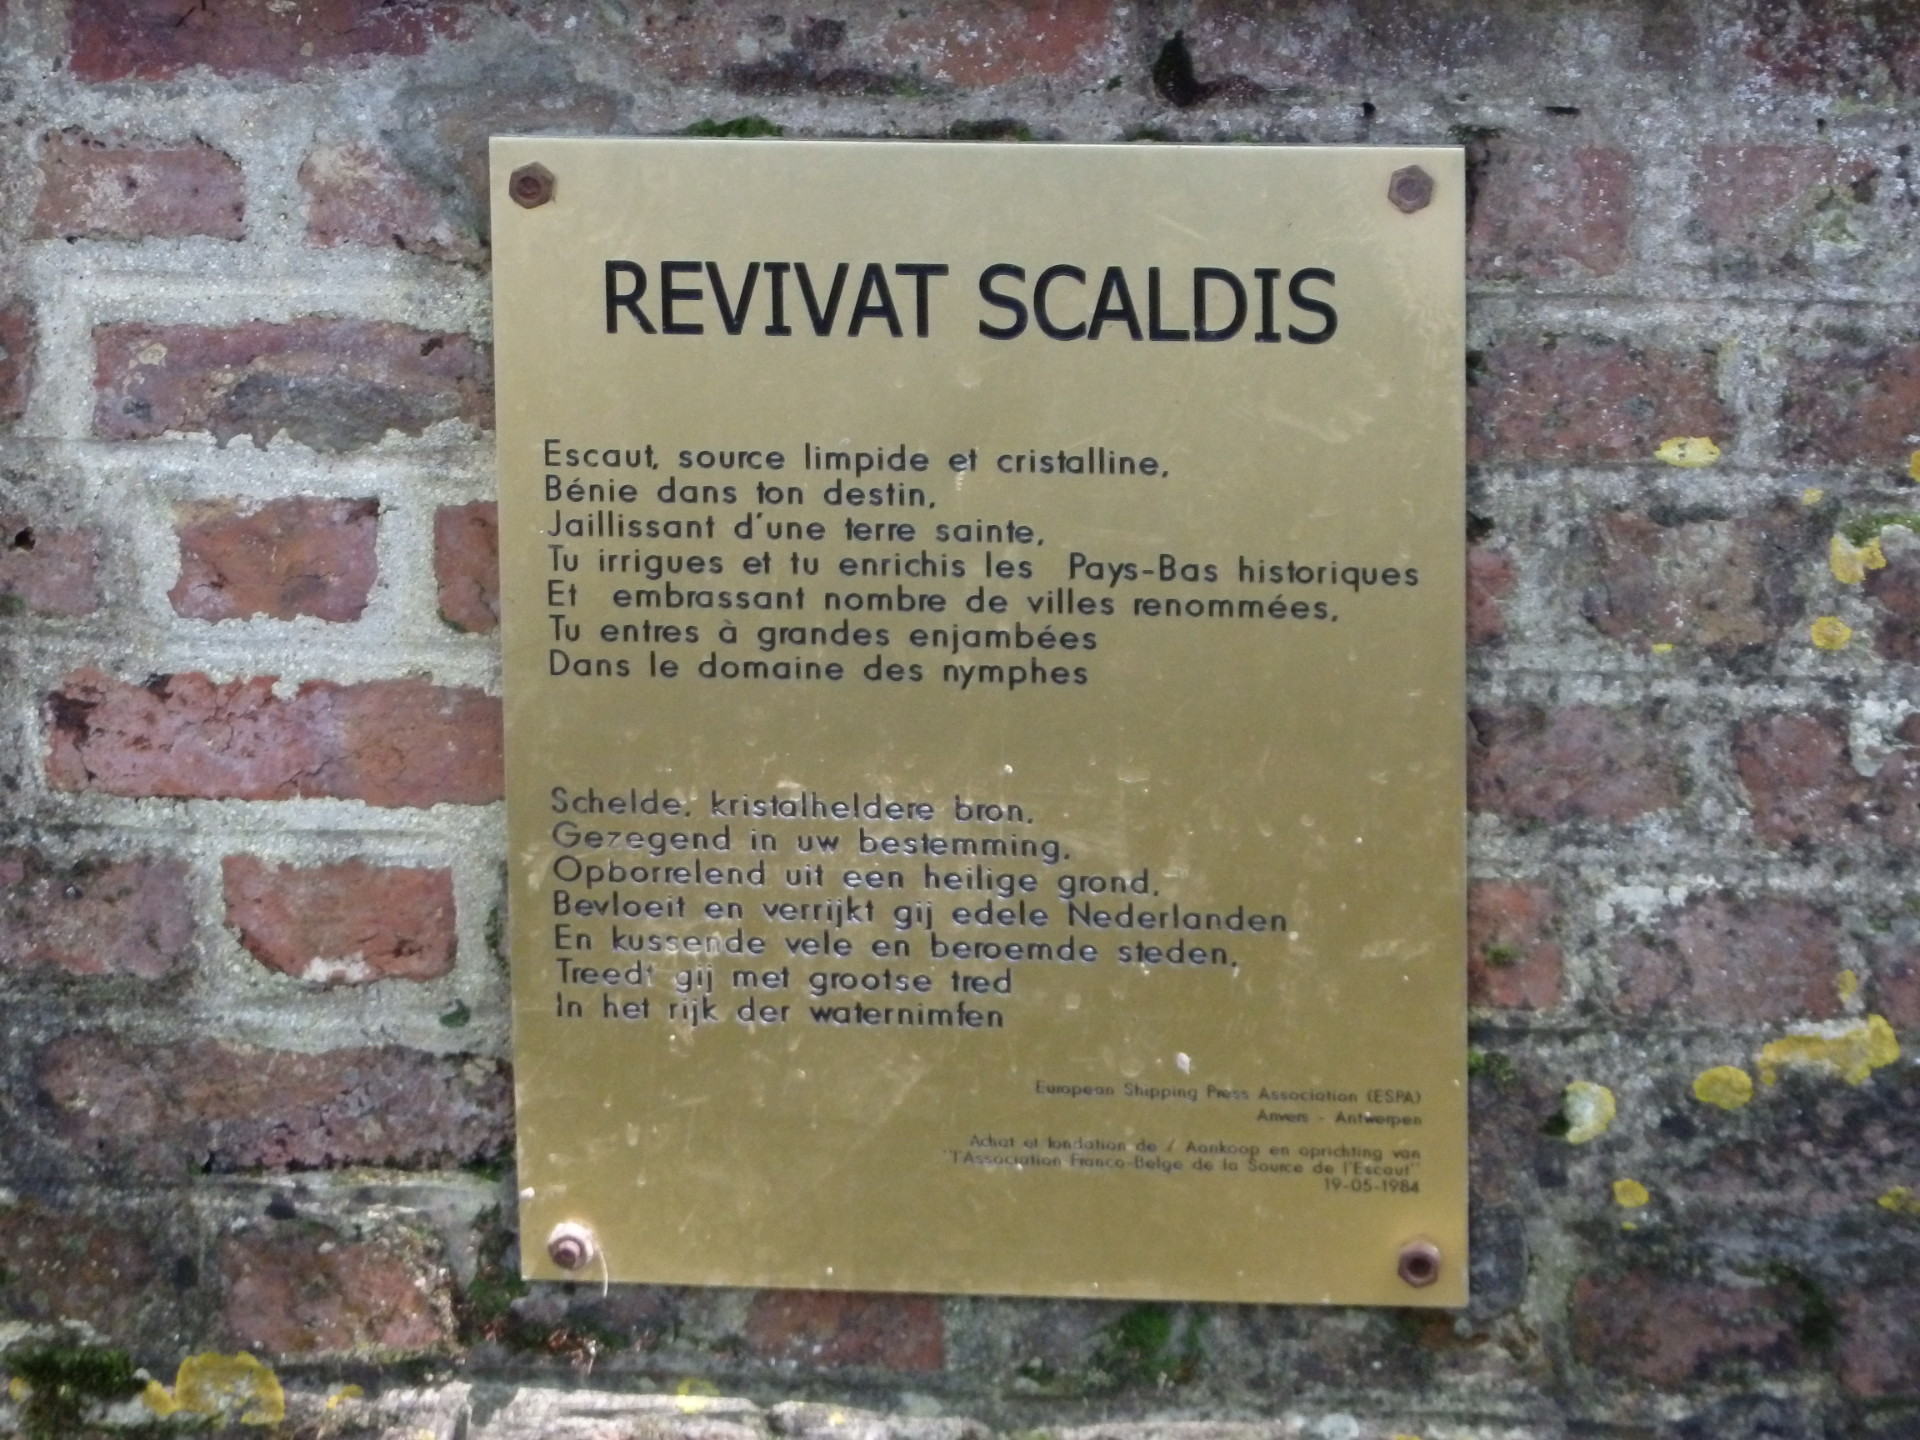 REVIVAT SCALDIS
Escaut, source limpide et cristalline,
Bénie dans ton destin,
Jaillissant d'une terre sainte,
Tu irrigues et tu enrichis les Pays-Bas historiques
Et embrassant nombre de villes renommées,
Tu entres à grandes enjambées
Dans le domaine des nymphes
Schelde, kristalheldere bron,
Gezegend in uw bestemming,
Opborrelend uit een heilige grond,
Bevloeit en verrijkt gij edele Nederlanden
En kussende vele en beroemde steden,
Treedt gij met grootse tred
In het rijk der waternimfen
European Shipping Press Association (ESPA)
Anvers - Antwerpen
Achat et fondation de / Aankoop en oprichting van
"l'Association Franco-Belge de la Source de l'Escaut"
19-05-1984